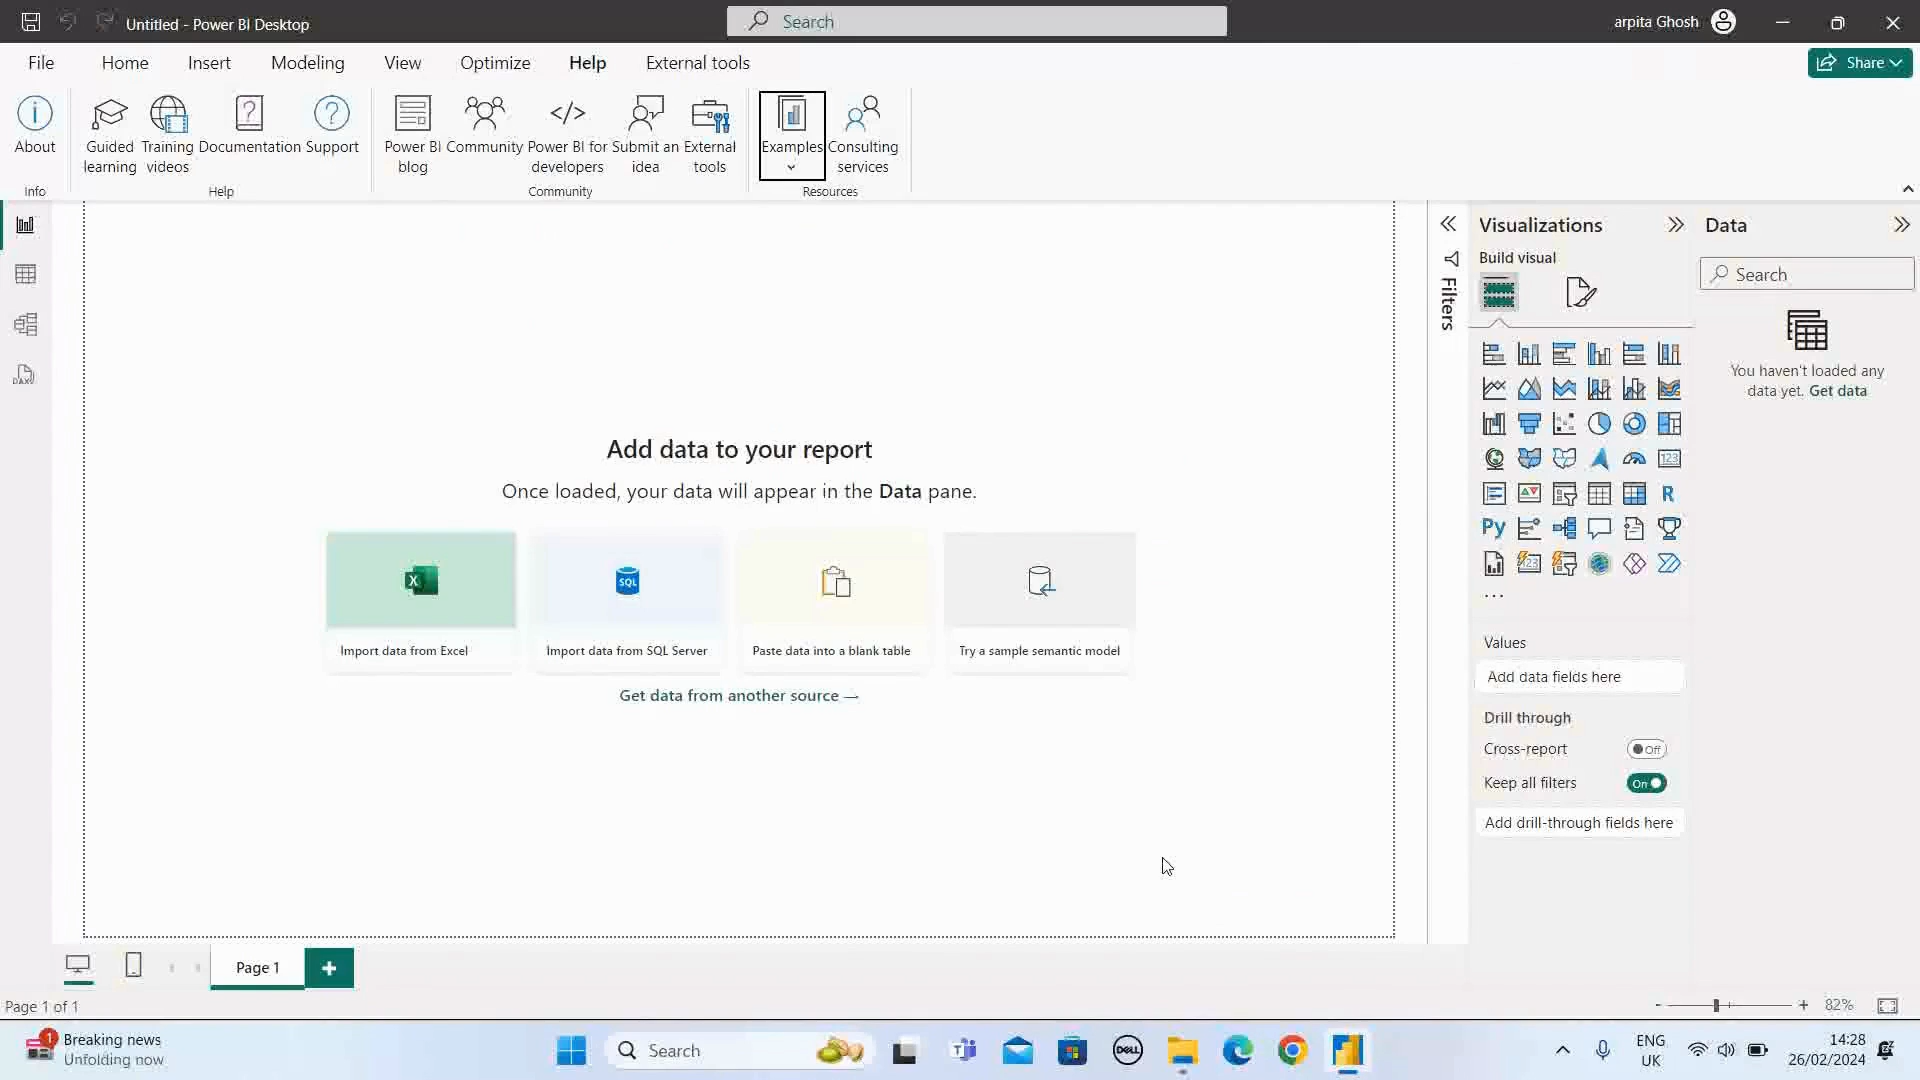 Untitled - Power BI Desktop
Search
arpita Ghosh
File Home Insert Modeling View Optimize Help External tools
Share
About
Guided learning
Training videos
Documentation
Support
Power BI blog
Community
Power BI for developers
Submit an idea
External tools
Examples
Consulting services
Info
Help
Community
Resources
Filters
Visualizations
Build visual
Data
Search
You haven't loaded any
data yet. Get data
Add data to your report
Once loaded, your data will appear in the Data pane.
X
SQL
Import data from Excel
Import data from SQL Server
Paste data into a blank table
Try a sample semantic model
Get data from another source →
123
R
Py
123
...
Values
Add data fields here
Drill through
Cross-report
Off
Keep all filters
On
Add drill-through fields here
DAX
Page 1
+
Page 1 of 1
- + 82%
1
Breaking news
Unfolding now
Search
DELL
ENG
UK
14:28
26/02/2024